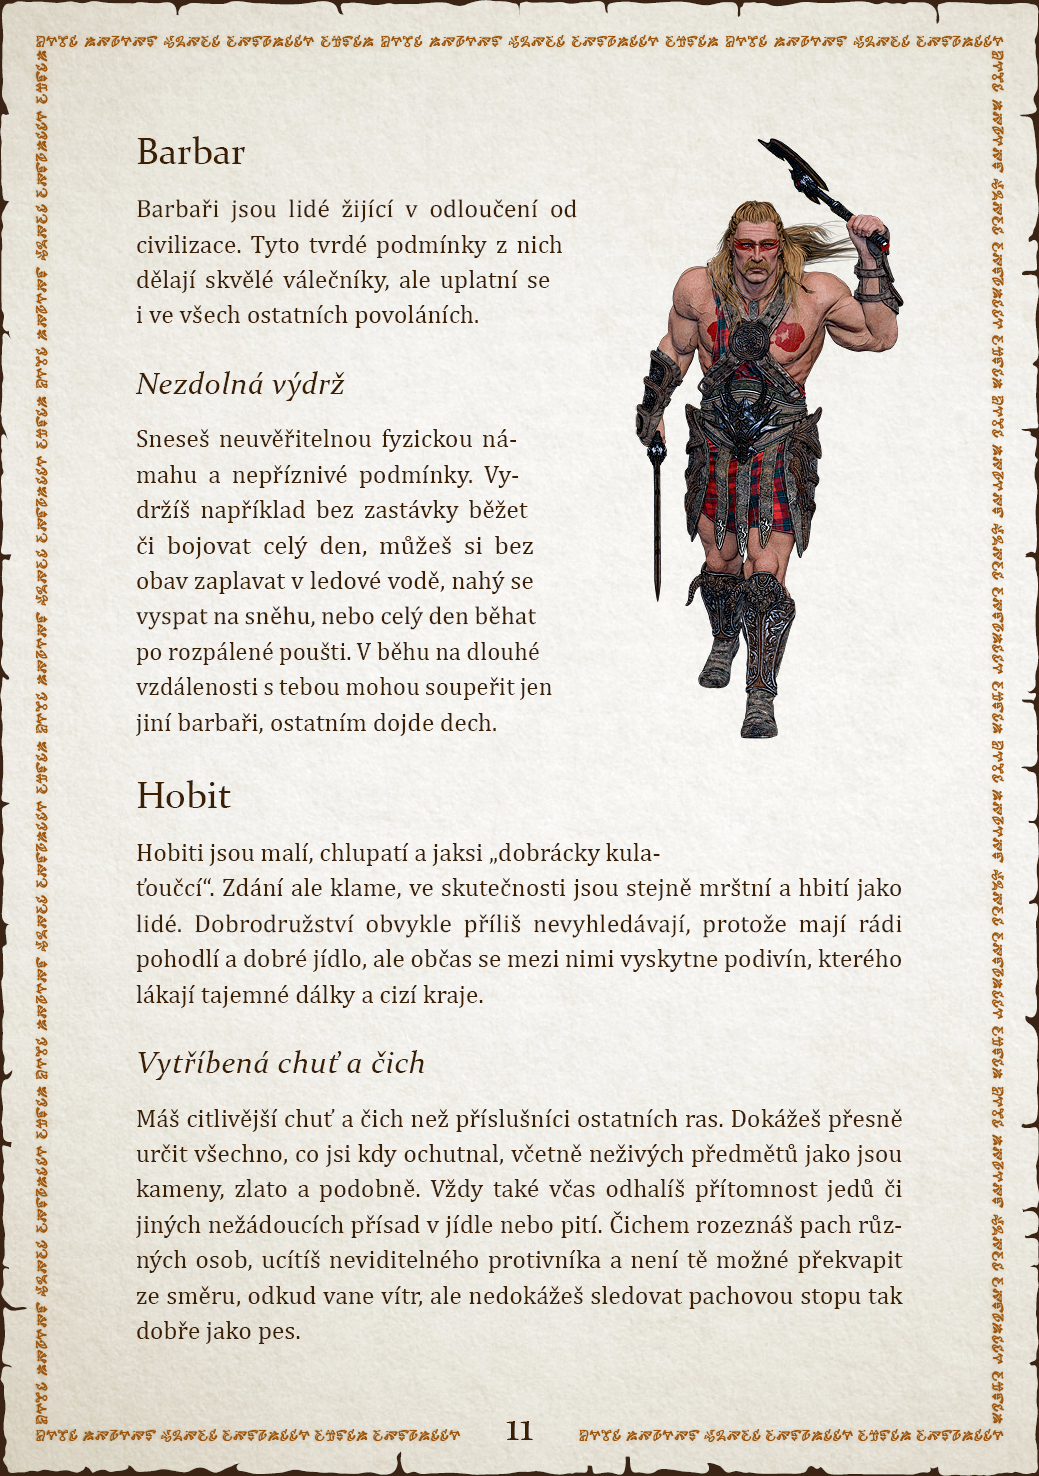 Barbar
Barbaři jsou lidé žijící v odloučení od
civilizace. Tyto tvrdé podmínky z nich
dělají skvělé válečníky, ale uplatní se
i ve všech ostatních povoláních.
Nezdolná výdrž
Sneseš neuvěřitelnou fyzickou ná-
mahu a nepříznivé podmínky. Vy-
držíš například bez zastávky běžet
či bojovat celý den, můžeš si bez
obav zaplavat v ledové vodě, nahý se
vyspat na sněhu, nebo celý den běhat
po rozpálené poušti. V běhu na dlouhé
vzdálenosti s tebou mohou soupeřit jen
jiní barbaři, ostatním dojde dech.
Hobit
Hobiti jsou malí, chlupatí a jaksi „dobrácky kula-
ťoučcí“. Zdání ale klame, ve skutečnosti jsou stejně mrštní a hbití jako
lidé. Dobrodružství obvykle příliš nevyhledávají, protože mají rádi
pohodlí a dobré jídlo, ale občas se mezi nimi vyskytne podivín, kterého
lákají tajemné dálky a cizí kraje.
Vytříbená chuť a čich
Máš citlivější chuť a čich než příslušníci ostatních ras. Dokážeš přesně
určit všechno, co jsi kdy ochutnal, včetně neživých předmětů jako jsou
kameny, zlato a podobně. Vždy také včas odhalíš přítomnost jedů či
jiných nežádoucích přísad v jídle nebo pití. Čichem rozeznáš pach růz-
ných osob, ucítíš neviditelného protivníka a není tě možné překvapit
ze směru, odkud vane vítr, ale nedokážeš sledovat pachovou stopu tak
dobře jako pes.
11